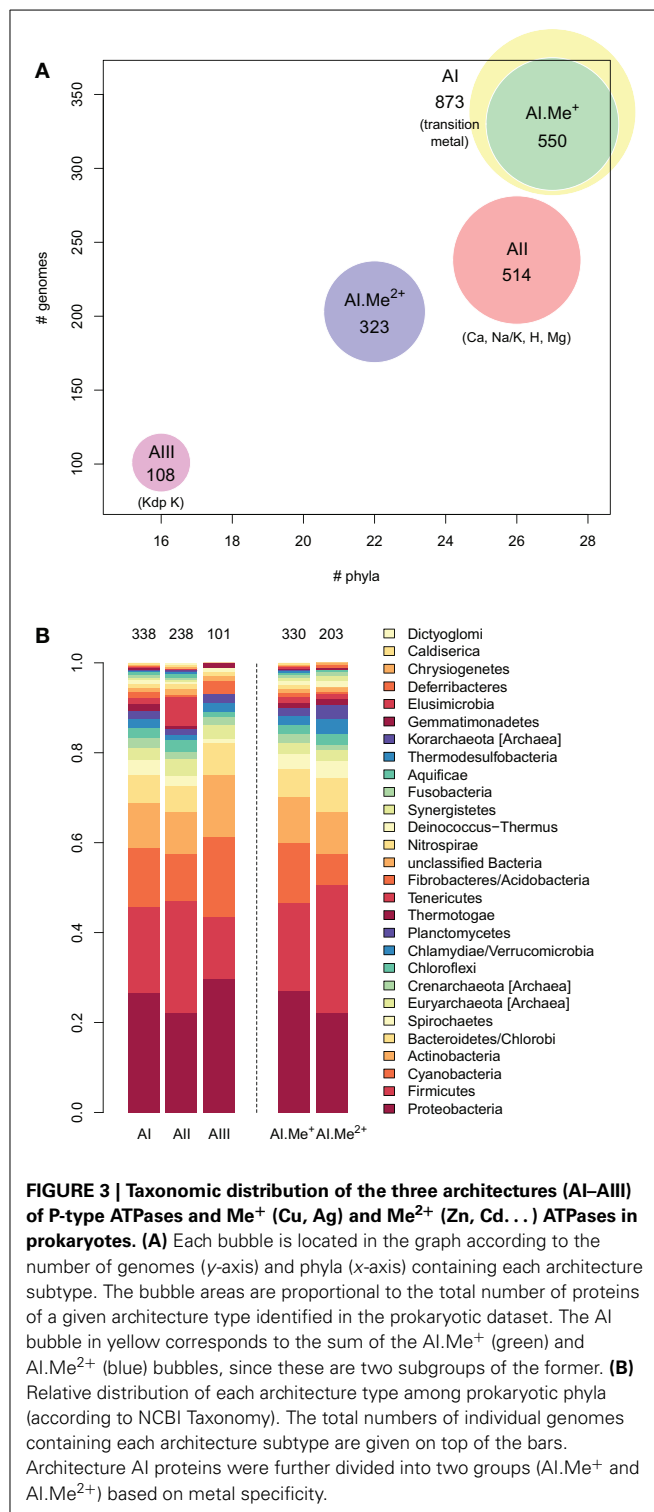 A
# genomes
350
300
250
200
150
100
AI
873
(transition
metal)
AI.Me+
550
AII
514
(Ca, Na/K, H, Mg)
AI.Me2+
323
AIII
108
(Kdp K)
16 18 20 22 24 26 28
# phyla
B
338 238 101 330 203
1.0
0.8
0.6
0.4
0.2
0.0
AI AII AIII AI.Me+ AI.Me2+
Dictyoglomi
Caldiserica
Chrysiogenetes
Deferribacteres
Elusimicrobia
Gemmatimonadetes
Korarchaeota [Archaea]
Thermodesulfobacteria
Aquificae
Fusobacteria
Synergistetes
Deinococcus−Thermus
Nitrospirae
unclassified Bacteria
Fibrobacteres/Acidobacteria
Tenericutes
Thermotogae
Planctomycetes
Chlamydiae/Verrucomicrobia
Chloroflexi
Crenarchaeota [Archaea]
Euryarchaeota [Archaea]
Spirochaetes
Bacteroidetes/Chlorobi
Actinobacteria
Cyanobacteria
Firmicutes
Proteobacteria
FIGURE 3 | Taxonomic distribution of the three architectures (AI–AIII)
of P-type ATPases and Me+ (Cu, Ag) and Me2+ (Zn, Cd. . . ) ATPases in
prokaryotes. (A) Each bubble is located in the graph according to the
number of genomes (y-axis) and phyla (x-axis) containing each architecture
subtype. The bubble areas are proportional to the total number of proteins
of a given architecture type identified in the prokaryotic dataset. The AI
bubble in yellow corresponds to the sum of the AI.Me+ (green) and
AI.Me2+ (blue) bubbles, since these are two subgroups of the former. (B)
Relative distribution of each architecture type among prokaryotic phyla
(according to NCBI Taxonomy). The total numbers of individual genomes
containing each architecture subtype are given on top of the bars.
Architecture AI proteins were further divided into two groups (AI.Me+ and
AI.Me2+) based on metal specificity.